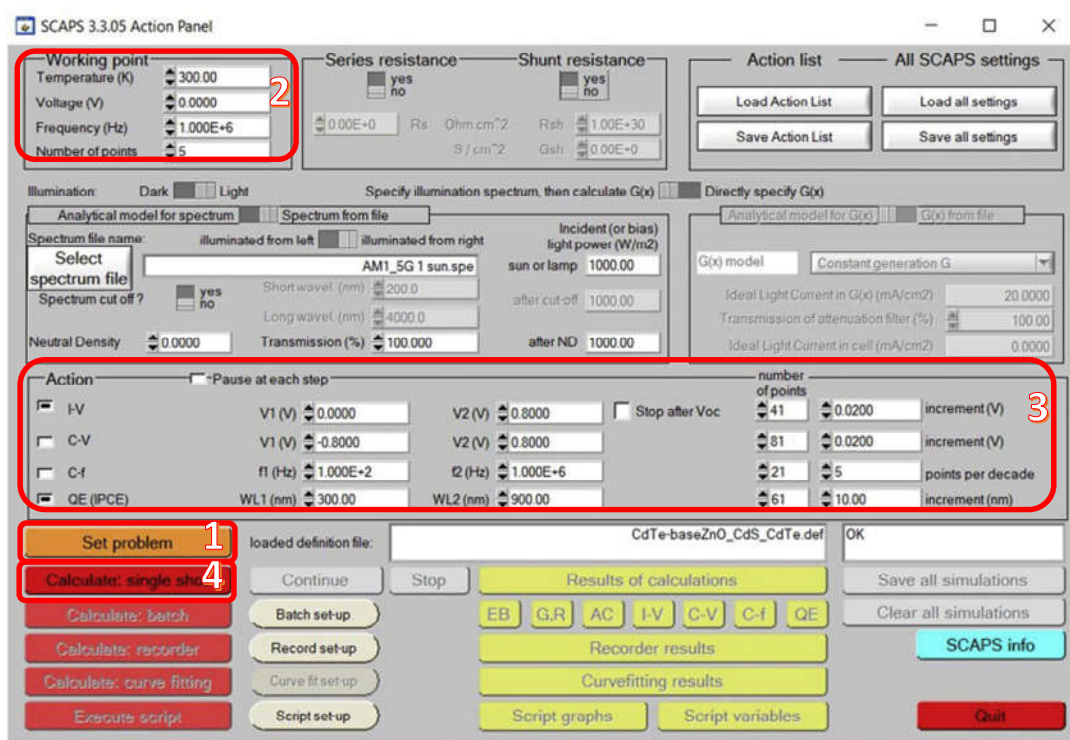 SCAPS 3.3.05 Action Panel
Working point
Temperature (K) 300.00
Voltage (V) 0.0000
Frequency (Hz) 1.000E+6
Number of points 5
2
Series resistance
yes
no
0.00E+0 Rs Ohm.cm^2
S / cm^2
Shunt resistance
yes
no
Rsh 1.00E+30
Gsh 0.00E+0
Action list
Load Action List
Save Action List
All SCAPS settings
Load all settings
Save all settings
Illumination: Dark Light
Specify illumination spectrum, then calculate G(x) Directly specify G(x)
Analytical model for spectrum Spectrum from file
Spectrum file name: illuminated from left illuminated from right
Incident (or bias)
light power (W/m2)
Select
spectrum file
AM1_5G 1 sun.spe
sun or lamp 1000.00
Spectrum cut off ? yes
no
Short wavel. (nm) 200.0
Long wavel. (nm) 4000.0
after cut-off 1000.00
Neutral Density 0.0000
Transmission (%) 100.000
after ND 1000.00
Analytical model for G(x) G(x) from file
G(x) model Constant generation G
Ideal Light Current in G(x) (mA/cm2) 20.0000
Transmission of attenuation filter (%) 100.00
Ideal Light Current in cell (mA/cm2) 0.0000
Action Pause at each step
number
of points
I-V V1 (V) 0.0000 V2 (V) 0.8000 Stop after Voc 41 0.0200 increment (V)
C-V V1 (V) -0.8000 V2 (V) 0.8000 81 0.0200 increment (V)
C-f f1 (Hz) 1.000E+2 f2 (Hz) 1.000E+6 21 5 points per decade
QE (IPCE) WL1 (nm) 300.00 WL2 (nm) 900.00 61 10.00 increment (nm)
3
Set problem 1
loaded definition file: CdTe-baseZnO_CdS_CdTe.def OK
Calculate: single shot 4
Continue Stop Results of calculations Save all simulations
Calculate: batch Batch set-up EB G,R AC I-V C-V C-f QE Clear all simulations
Calculate: recorder Record set-up Recorder results SCAPS info
Calculate: curve fitting Curve fit set-up Curvefitting results
Execute script Script set-up Script graphs Script variables Quit